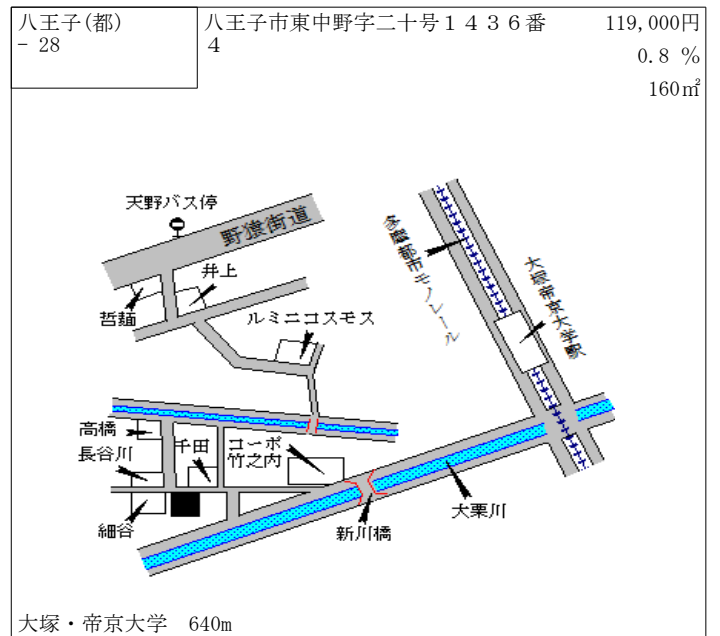 八王子(都)
- 28
八王子市東中野字二十号１４３６番
4
119,000円
0.8 %
160㎡
天野バス停
野猿街道
井上
哲麺
ルミニコスモス
多摩都市モノレール
大塚帝京大学駅
高橋
長谷川
千田
コーポ
竹之内
細谷
新川橋
大栗川
大塚・帝京大学　640m